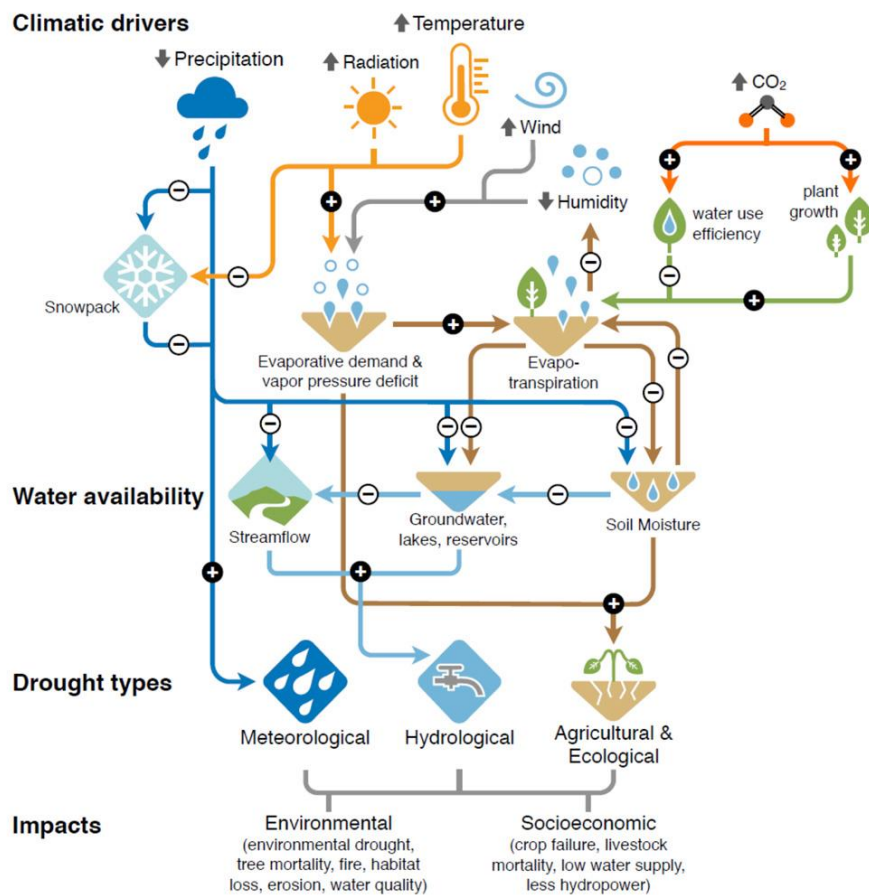 Climatic drivers
Precipitation
Radiation
Temperature
Wind
Humidity
CO₂
water use
efficiency
plant
growth
Snowpack
Evaporative demand &
vapor pressure deficit
Evapo-
transpiration
Water availability
Streamflow
Groundwater,
lakes, reservoirs
Soil Moisture
Drought types
Meteorological
Hydrological
Agricultural &
Ecological
Impacts
Environmental
(environmental drought,
tree mortality, fire, habitat
loss, erosion, water quality)
Socioeconomic
(crop failure, livestock
mortality, low water supply,
less hydropower)